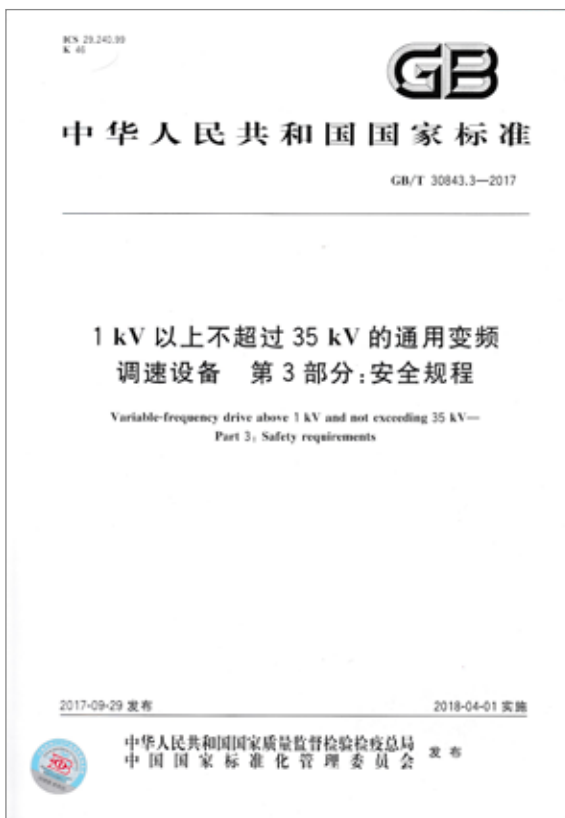 ICS 29.240.99
K 46
GB
中华人民共和国国家标准
GB/T 30843.3—2017
1 kV 以上不超过 35 kV 的通用变频
调速设备 第 3 部分:安全规程
Variable-frequency drive above 1 kV and not exceeding 35 kV—
Part 3: Safety requirements
2017-09-29 发布
2018-04-01 实施
中华人民共和国国家质量监督检验检疫总局
中国国家标准化管理委员会
发布